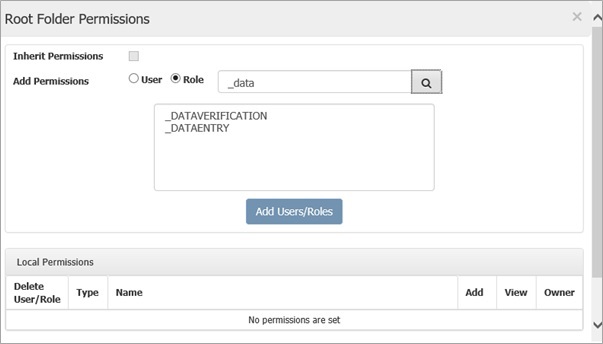 Root Folder Permissions
Inherit Permissions
Add Permissions User Role _data
_DATAVERIFICATION
_DATAENTRY
Add Users/Roles
Local Permissions
Delete User/Role Type Name Add View Owner
No permissions are set